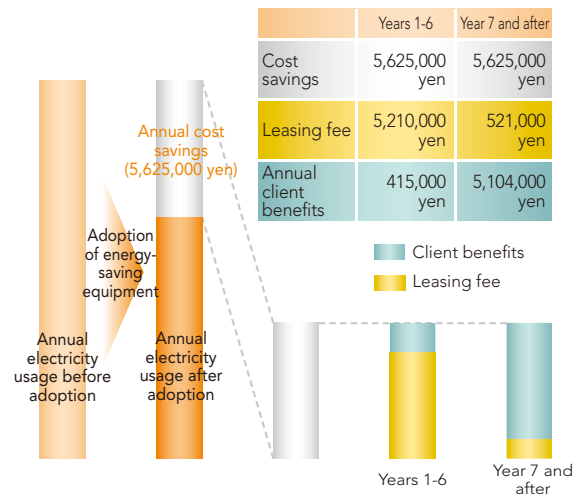 Years 1-6 Year 7 and after
Cost savings 5,625,000 yen 5,625,000 yen
Leasing fee 5,210,000 yen 521,000 yen
Annual client benefits 415,000 yen 5,104,000 yen
Annual cost
savings
(5,625,000 yen)
Adoption
of energy-
saving
equipment
Annual
electricity
usage before
adoption
Annual
electricity
usage after
adoption
Client benefits
Leasing fee
Years 1-6
Year 7 and
after